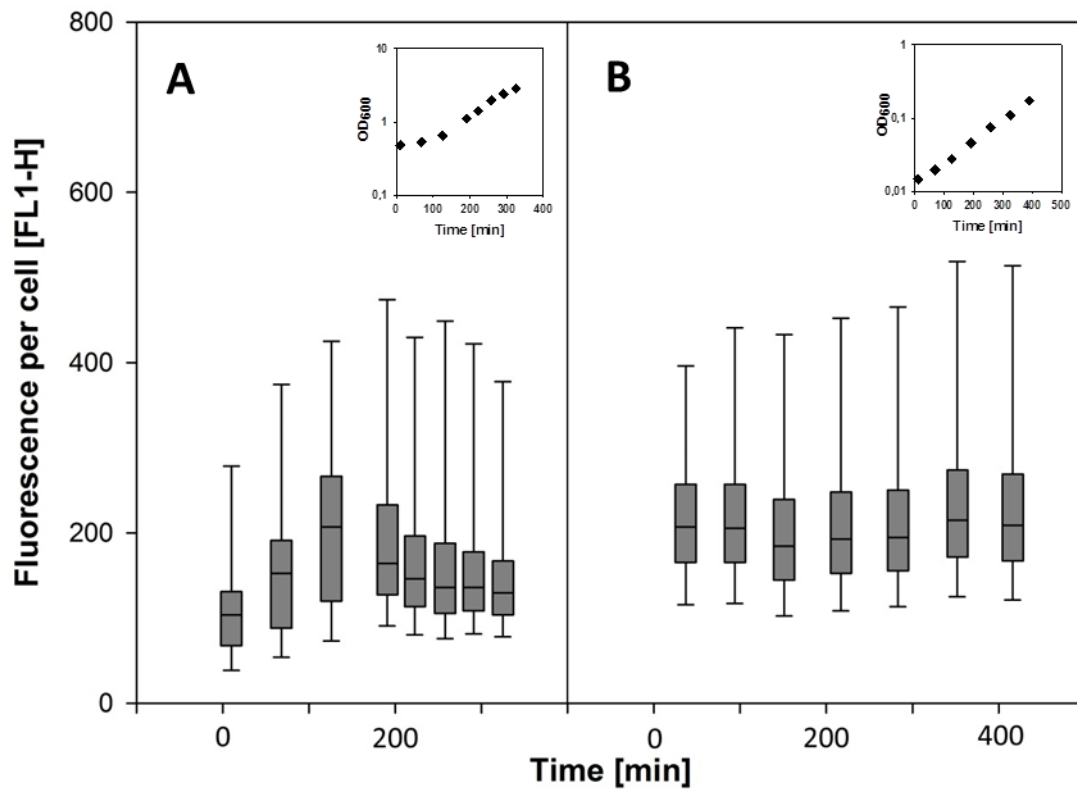 800
600
400
200
0
Fluorescence per cell [FL1-H]
A
10
1
0,1
OD600
0 100 200 300 400
Time [min]
B
1
0,1
0,01
OD600
0 100 200 300 400 500
Time [min]
0 200 0 200 400
Time [min]